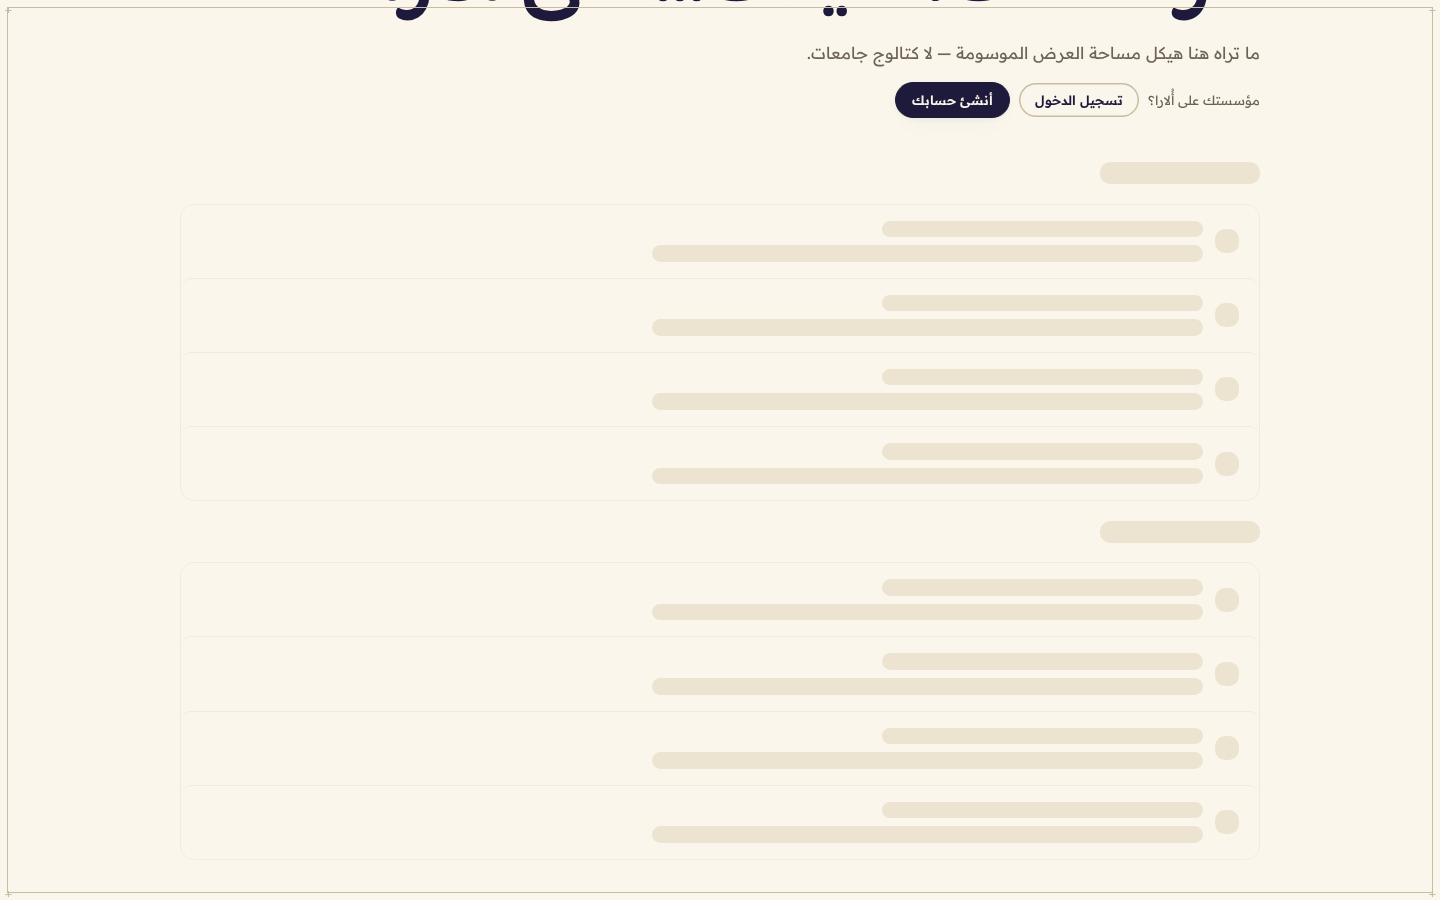 ما تراه هنا هيكل مساحة العرض الموسومة — لا كتالوج جامعات.
مؤسستك على ألارا؟ تسجيل الدخول أنشئ حسابك